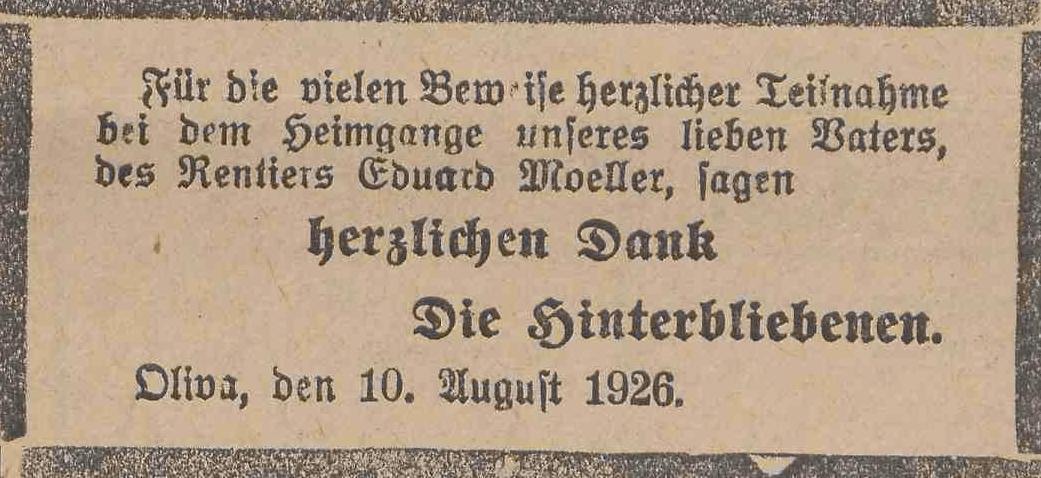 Für die vielen Beweise herzlicher Teilnahme
bei dem Heimgange unseres lieben Vaters,
des Rentiers Eduard Moeller, sagen
herzlichen Dank
Die Hinterbliebenen.
Oliva, den 10. August 1926.